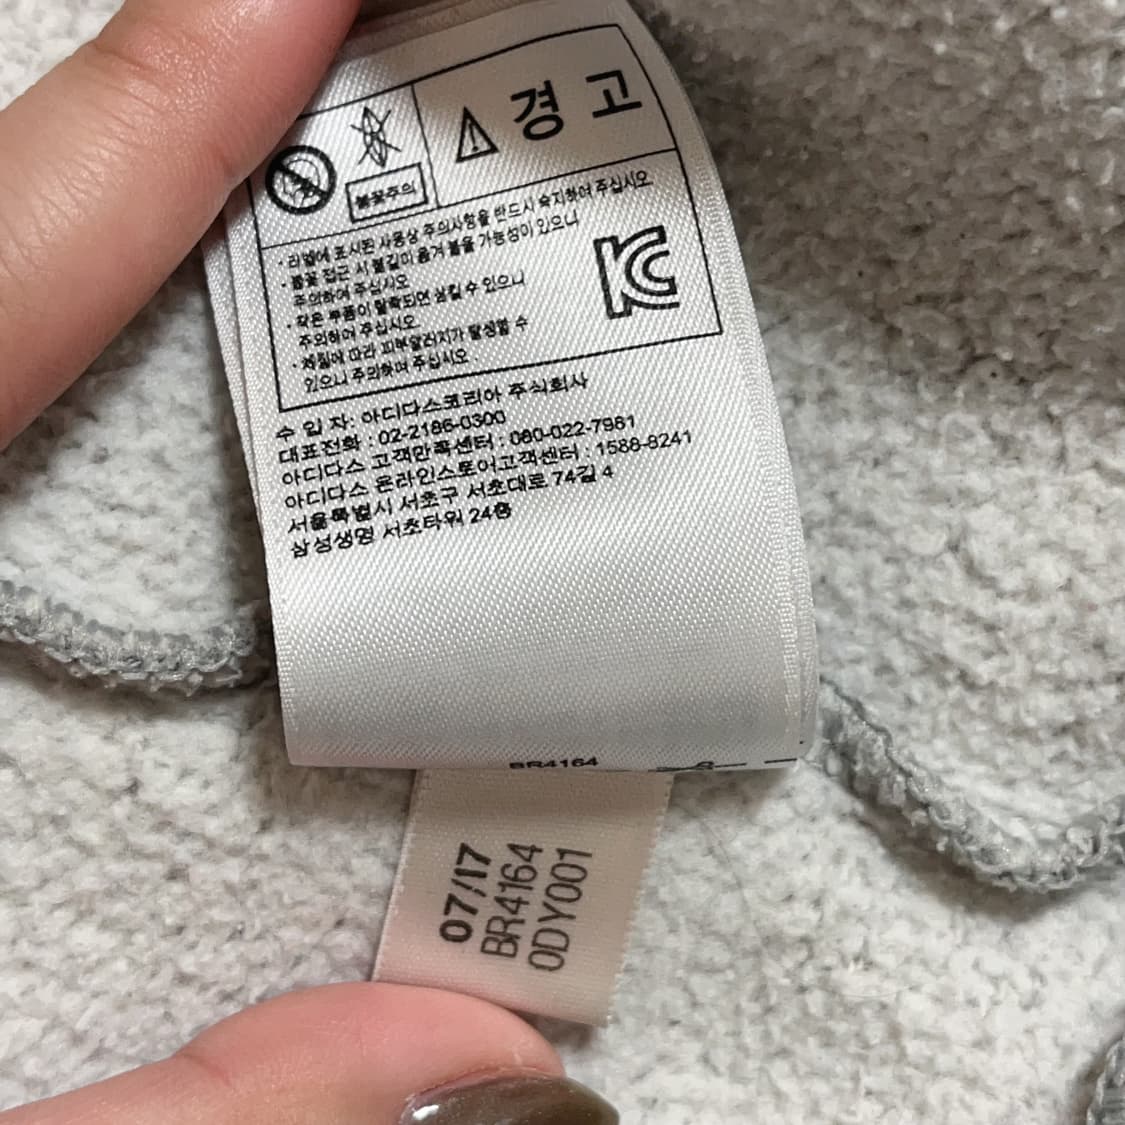 경 고
불꽃주의
· 라벨에 표시된 사용상 주의사항을 반드시 숙지하여 주십시오
· 불꽃 접근 시 불길이 옮겨 붙을 가능성이 있으니
주의하여 주십시오
· 작은 부품이 탈락되면 삼킬 수 있으니
주의하여 주십시오.
· 체질에 따라 피부알러지가 발생할 수
있으니 주의하여 주십시오.
KC
수 입 자: 아디다스코리아 주식회사
대표전화 : 02-2186-0300
아디다스 고객만족센터 : 080-022-7981
아디다스 온라인스토어고객센터 : 1588-8241
서울특별시 서초구 서초대로 74길 4
삼성생명 서초타워 24층
BR4164
07/17
BR4164
0DY001